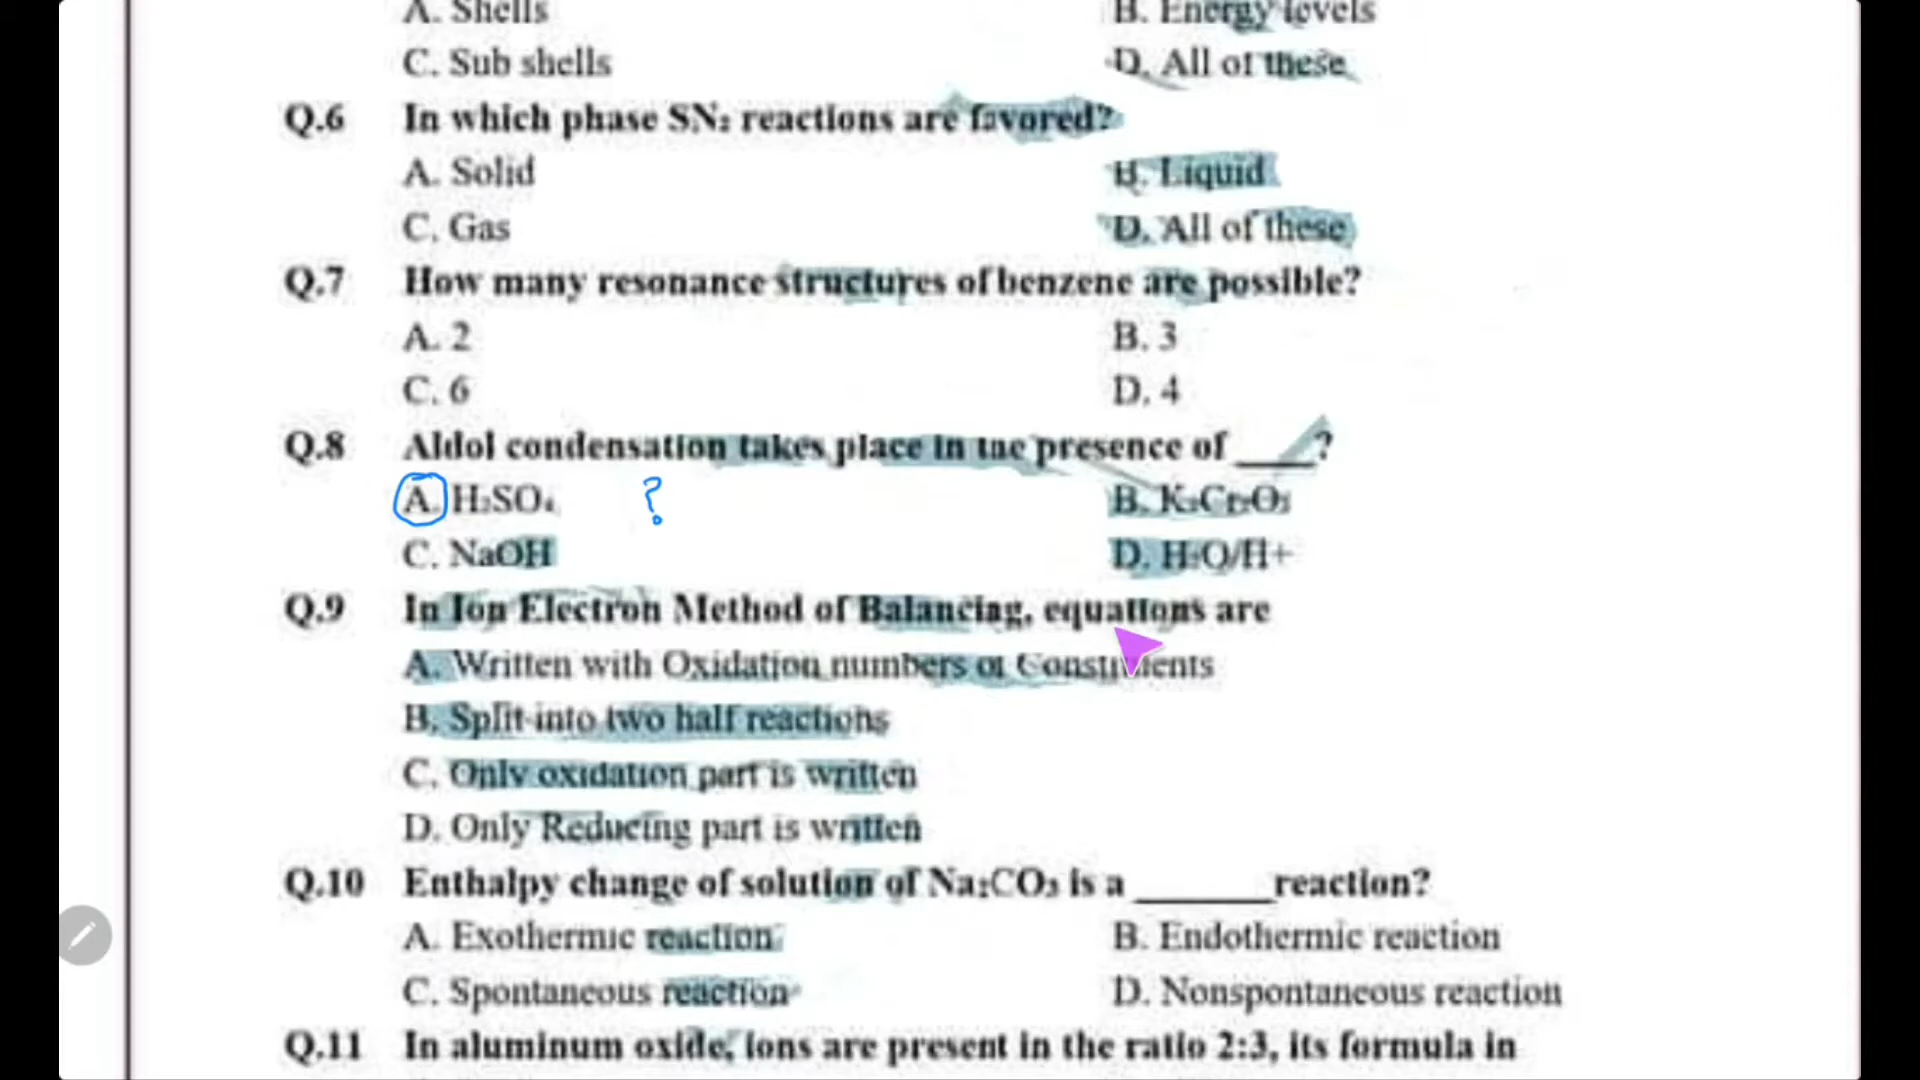 A. Shells B. Energy levels
C. Sub shells D. All of these
Q.6 In which phase SN₂ reactions are favored?
A. Solid B. Liquid
C. Gas D. All of these
Q.7 How many resonance structures of benzene are possible?
A. 2 B. 3
C. 6 D. 4
Q.8 Aldol condensation takes place in the presence of ____?
A. H₂SO₄ ? B. K₂Cr₂O₇
C. NaOH D. H₂O/H+
Q.9 In Ion Electron Method of Balancing, equations are
A. Written with Oxidation numbers of Constituents
B. Split into two half reactions
C. Only oxidation part is written
D. Only Reducing part is written
Q.10 Enthalpy change of solution of Na₂CO₃ is a ______reaction?
A. Exothermic reaction B. Endothermic reaction
C. Spontaneous reaction D. Nonspontaneous reaction
Q.11 In aluminum oxide, ions are present in the ratio 2:3, its formula in